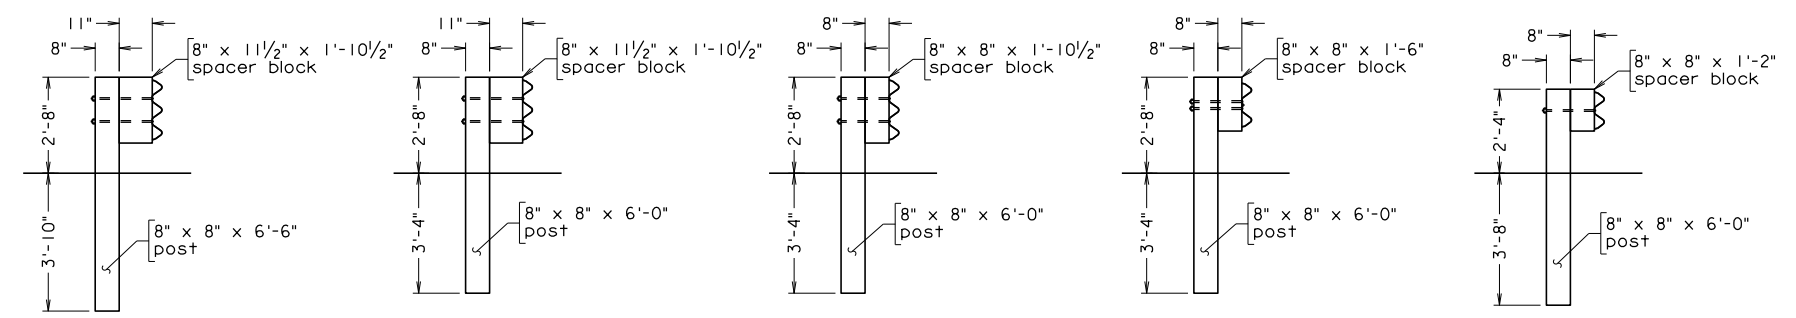 11"
8"
8" x 11½" x 1'-10½"
spacer block
2'-8"
3'-10"
8" x 8" x 6'-6"
post
11"
8"
8" x 11½" x 1'-10½"
spacer block
2'-8"
3'-4"
8" x 8" x 6'-0"
post
8"
8"
8" x 8" x 1'-10½"
spacer block
2'-8"
3'-4"
8" x 8" x 6'-0"
post
8"
8"
8" x 8" x 1'-6"
spacer block
2'-8"
3'-4"
8" x 8" x 6'-0"
post
8"
8"
8" x 8" x 1'-2"
spacer block
2'-4"
3'-8"
8" x 8" x 6'-0"
post